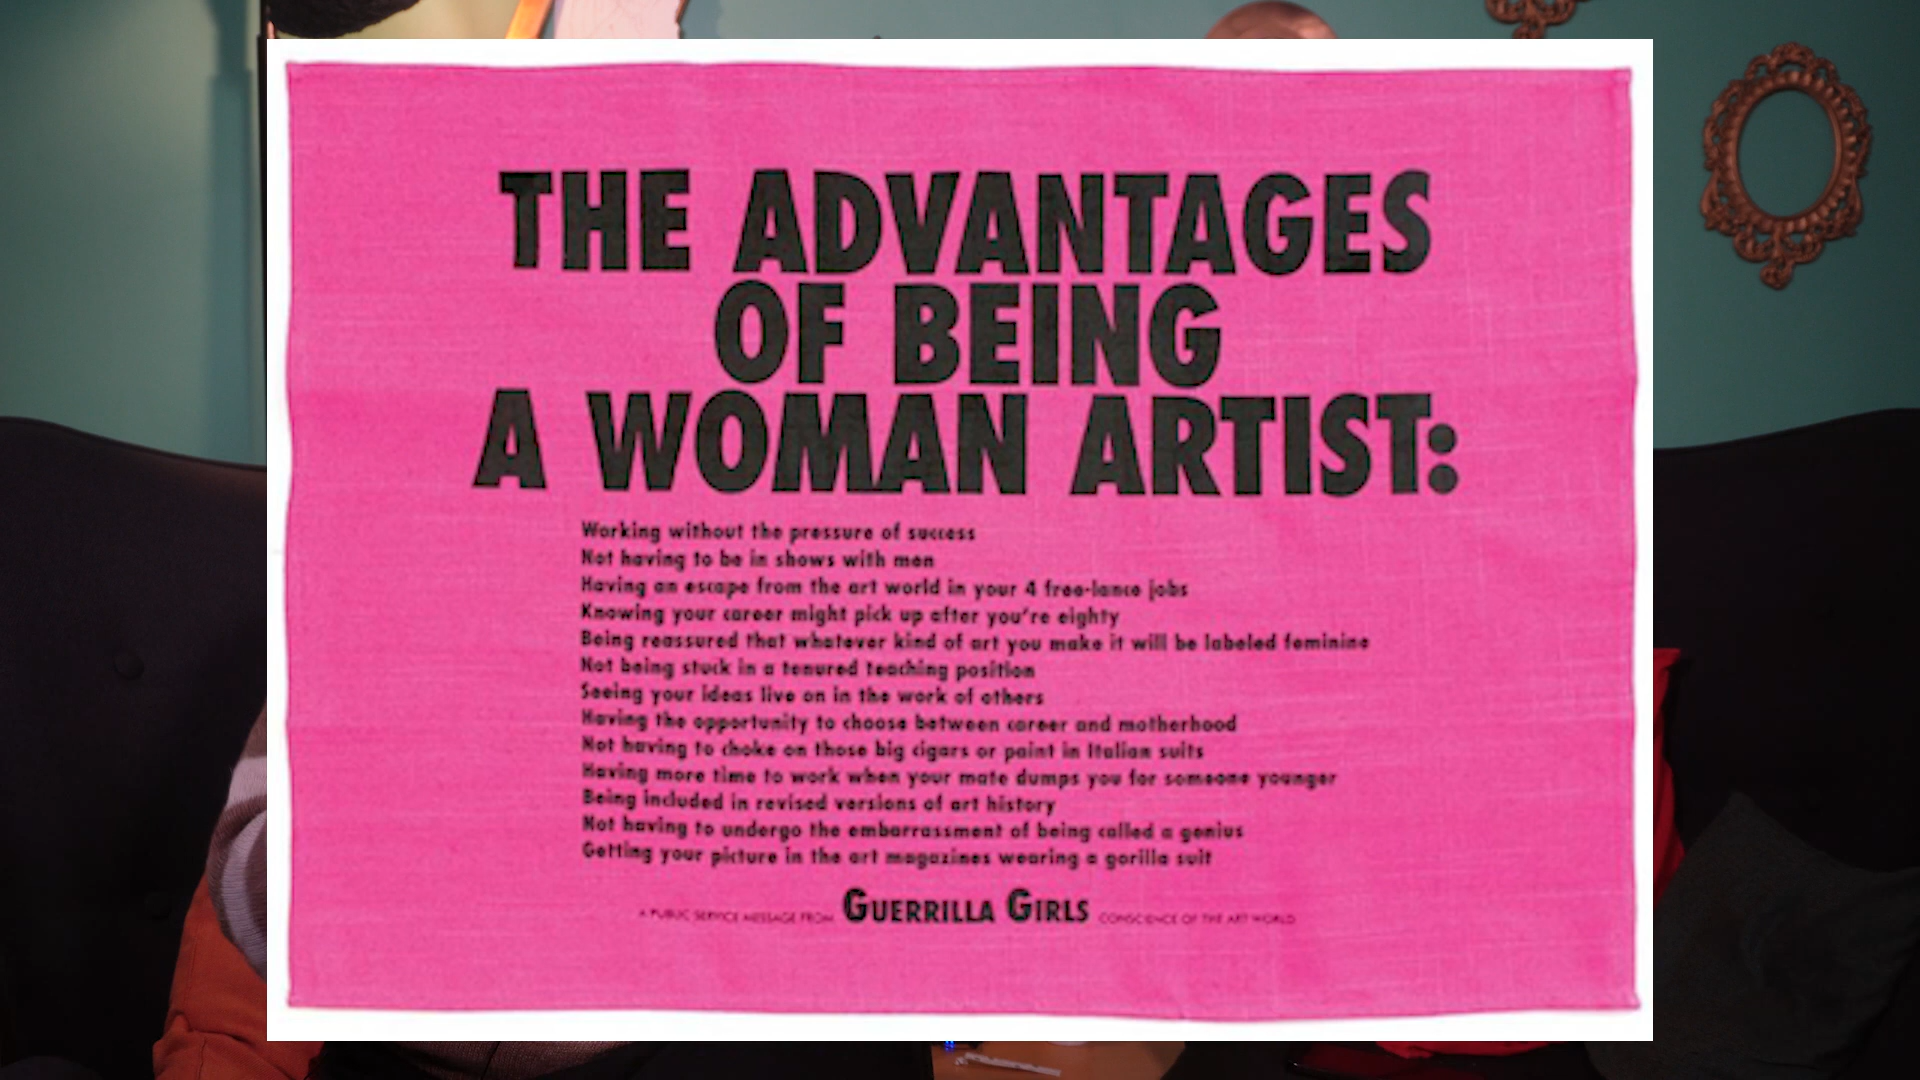 THE ADVANTAGES
OF BEING
A WOMAN ARTIST:
Working without the pressure of success
Not having to be in shows with men
Having an escape from the art world in your 4 free-lance jobs
Knowing your career might pick up after you're eighty
Being reassured that whatever kind of art you make it will be labeled feminine
Not being stuck in a tenured teaching position
Seeing your ideas live on in the work of others
Having the opportunity to choose between career and motherhood
Not having to choke on those big cigars or paint in Italian suits
Having more time to work when your mate dumps you for someone younger
Being included in revised versions of art history
Not having to undergo the embarrassment of being called a genius
Getting your picture in the art magazines wearing a gorilla suit
A PUBLIC SERVICE MESSAGE FROM GUERRILLA GIRLS CONSCIENCE OF THE ART WORLD